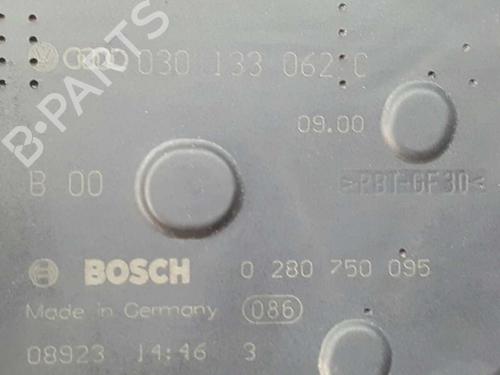 030 133 062 C
09.00
B 00
>PBT-GF30<
BOSCH 0 280 750 095
Made in Germany 086
08923 14:46 3
B-PARTS